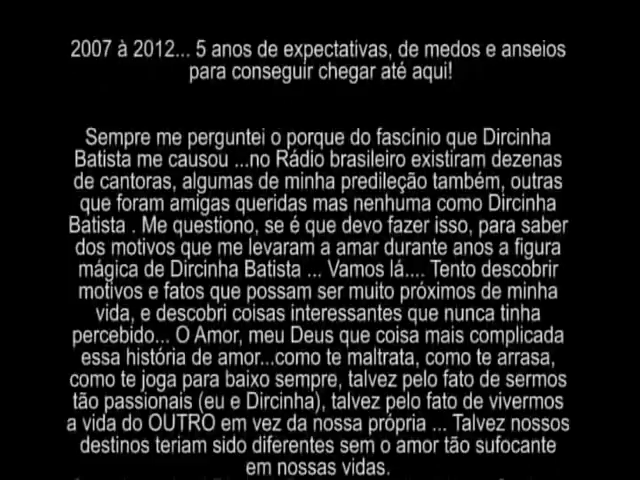 2007 à 2012... 5 anos de expectativas, de medos e anseios
para conseguir chegar até aqui!
Sempre me perguntei o porque do fascínio que Dircinha
Batista me causou ...no Rádio brasileiro existiram dezenas
de cantoras, algumas de minha predileção também, outras
que foram amigas queridas mas nenhuma como Dircinha
Batista . Me questiono, se é que devo fazer isso, para saber
dos motivos que me levaram a amar durante anos a figura
mágica de Dircinha Batista ... Vamos lá.... Tento descobrir
motivos e fatos que possam ser muito próximos de minha
vida, e descobri coisas interessantes que nunca tinha
percebido... O Amor, meu Deus que coisa mais complicada
essa história de amor...como te maltrata, como te arrasa,
como te joga para baixo sempre, talvez pelo fato de sermos
tão passionais (eu e Dircinha), talvez pelo fato de vivermos
a vida do OUTRO em vez da nossa própria ... Talvez nossos
destinos teriam sido diferentes sem o amor tão sufocante
em nossas vidas.